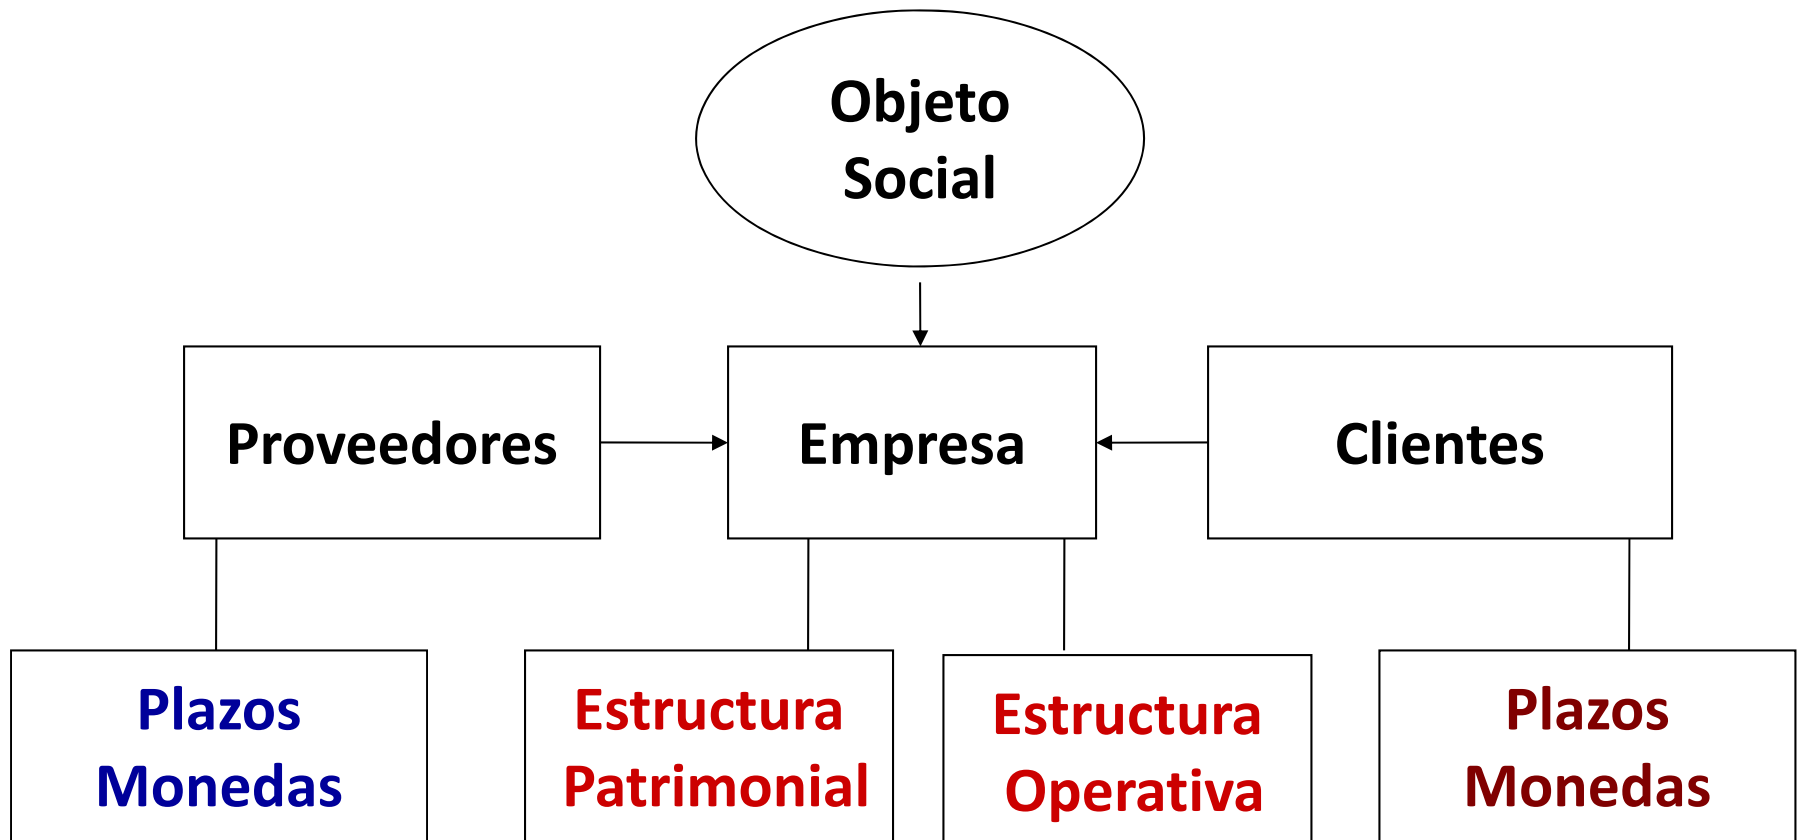 Objeto
Social
Proveedores
Empresa
Clientes
Plazos
Monedas
Estructura
Patrimonial
Estructura
Operativa
Plazos
Monedas